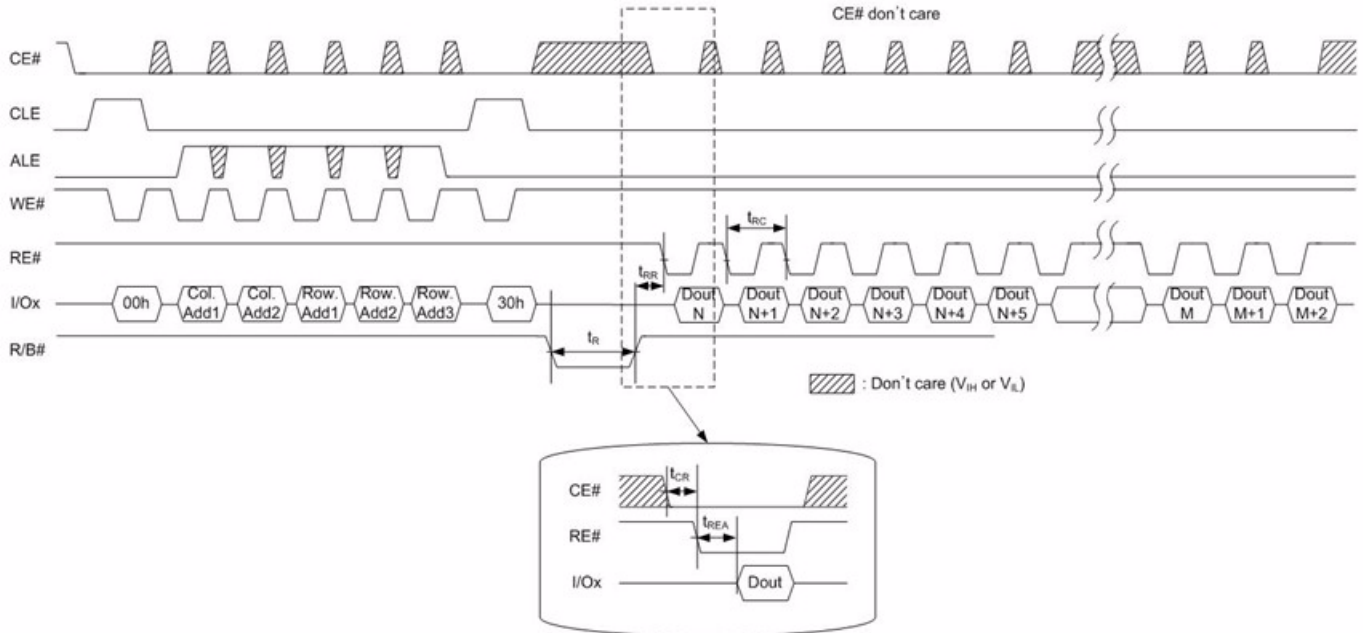 CE# don´t care
CE#
CLE
ALE
WE#
RE#
tRC
tRR
I/Ox
00h
Col. Add1
Col. Add2
Row. Add1
Row. Add2
Row. Add3
30h
Dout N
Dout N+1
Dout N+2
Dout N+3
Dout N+4
Dout N+5
Dout M
Dout M+1
Dout M+2
R/B#
tR
: Don´t care (VIH or VIL)
CE#
tCR
RE#
tREA
I/Ox
Dout